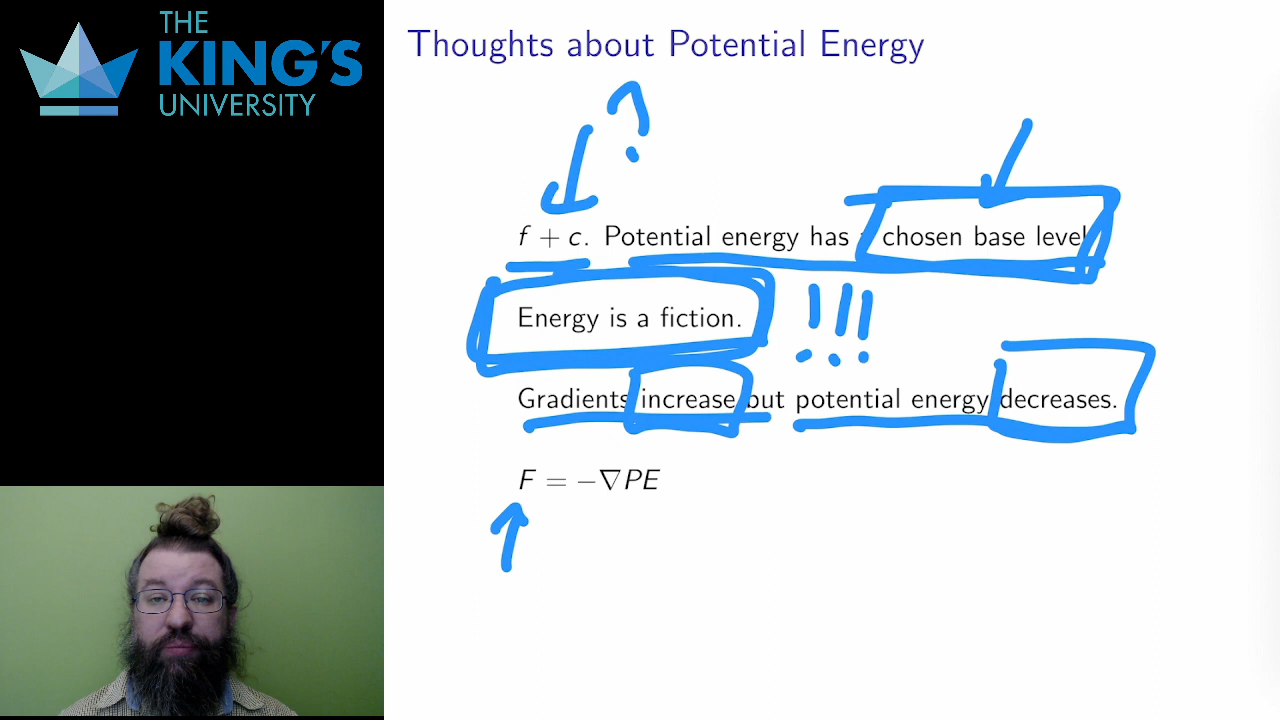 THE
KING'S
UNIVERSITY
Thoughts about Potential Energy
?
f + c. Potential energy has a chosen base level.
Energy is a fiction. !!!
Gradients increase but potential energy decreases.
F = −∇PE